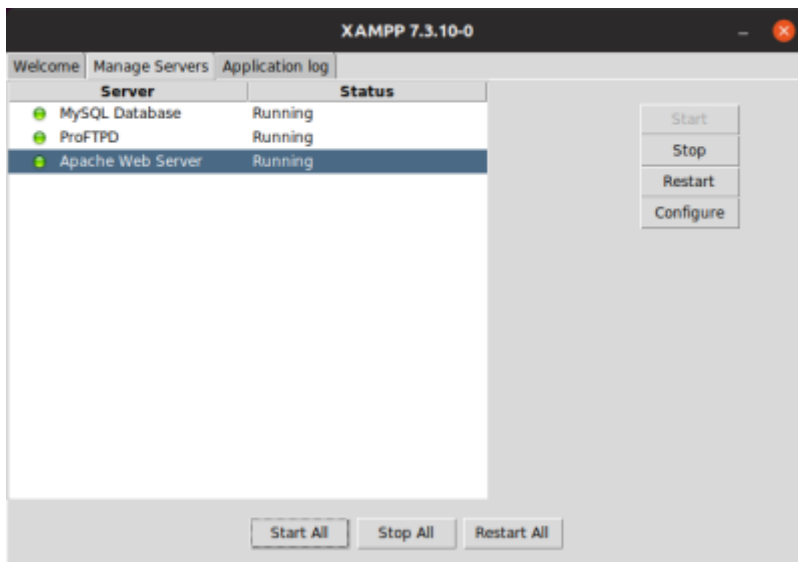 XAMPP 7.3.10-0
Welcome Manage Servers Application log
Server Status
MySQL Database Running
ProFTPD Running
Apache Web Server Running
Start
Stop
Restart
Configure
Start All Stop All Restart All